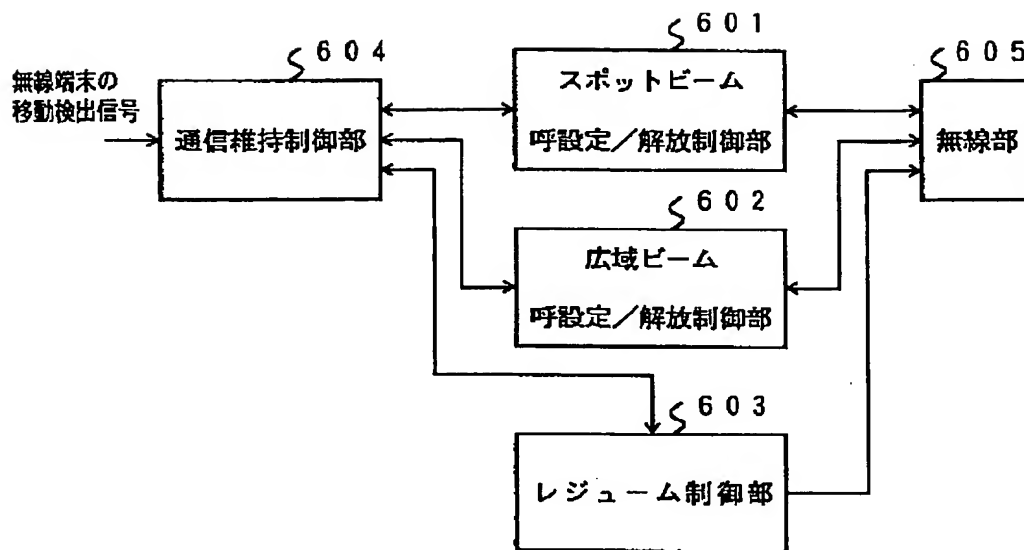 604
601
605
無線端末の
移動検出信号
通信維持制御部
スポットビーム
呼設定／解放制御部
無線部
602
広域ビーム
呼設定／解放制御部
603
レジューム制御部